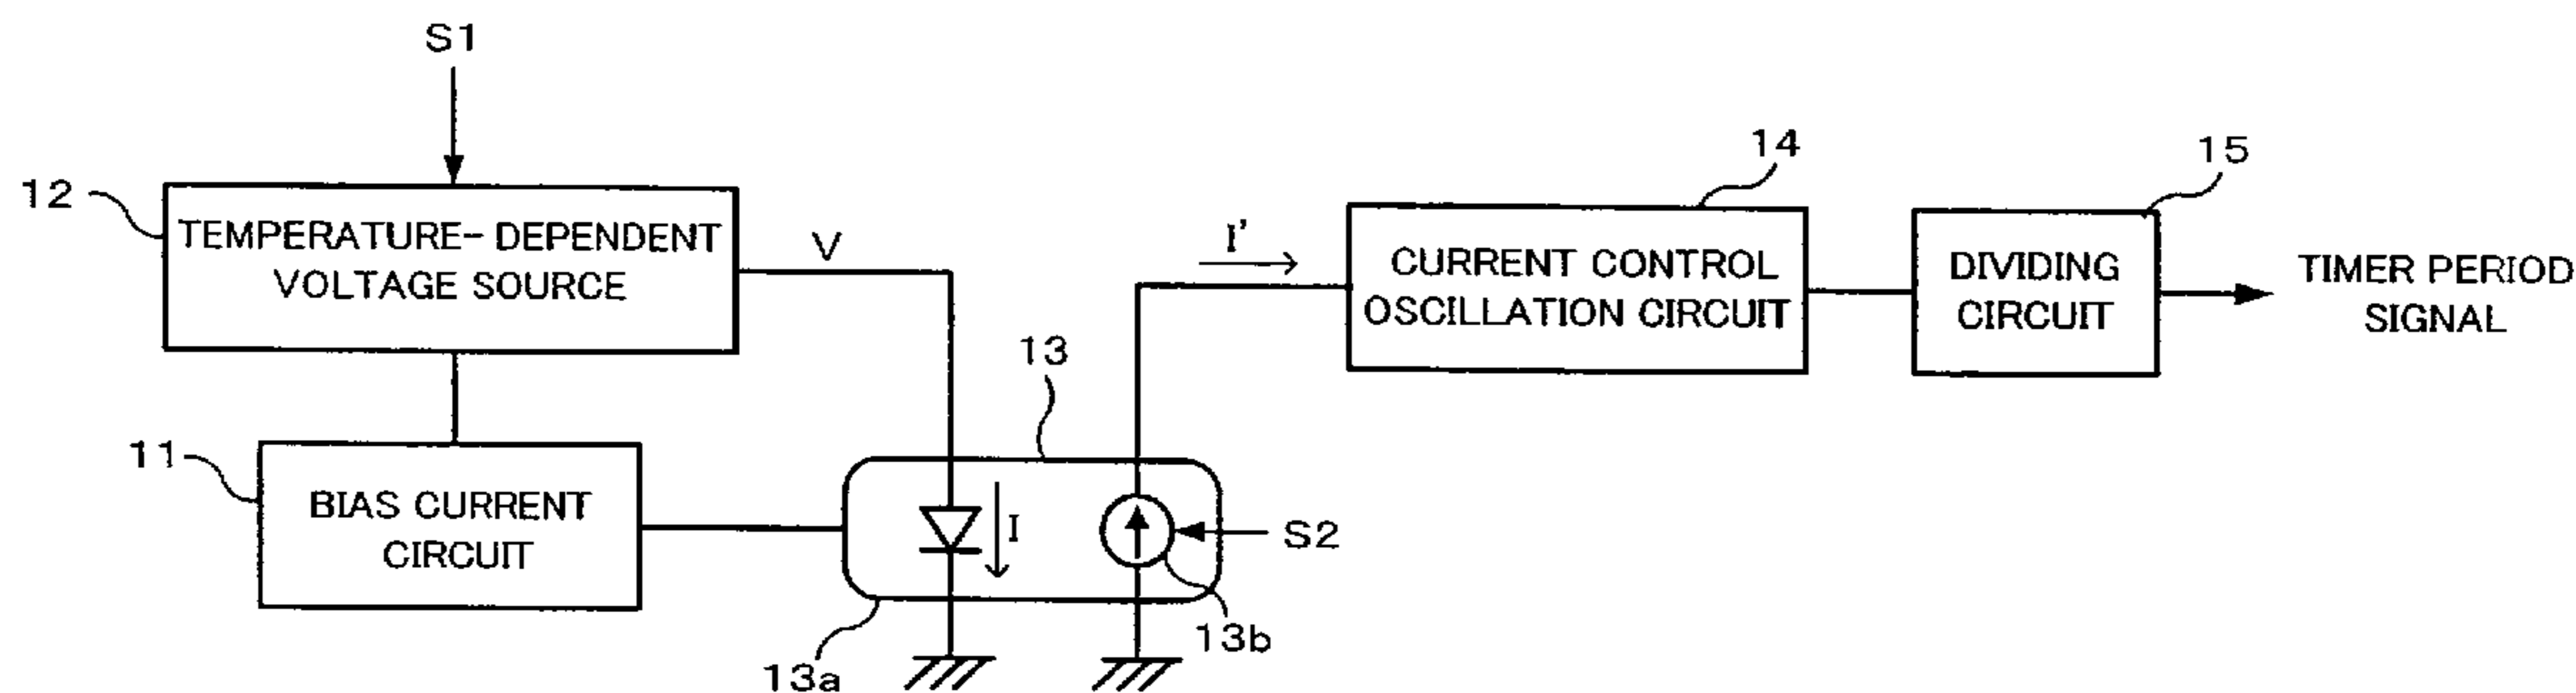 S1
12
TEMPERATURE- DEPENDENT
VOLTAGE SOURCE
V
I'
14
CURRENT CONTROL
OSCILLATION CIRCUIT
15
DIVIDING
CIRCUIT
TIMER PERIOD
SIGNAL
11
BIAS CURRENT
CIRCUIT
13
I
S2
13a
13b